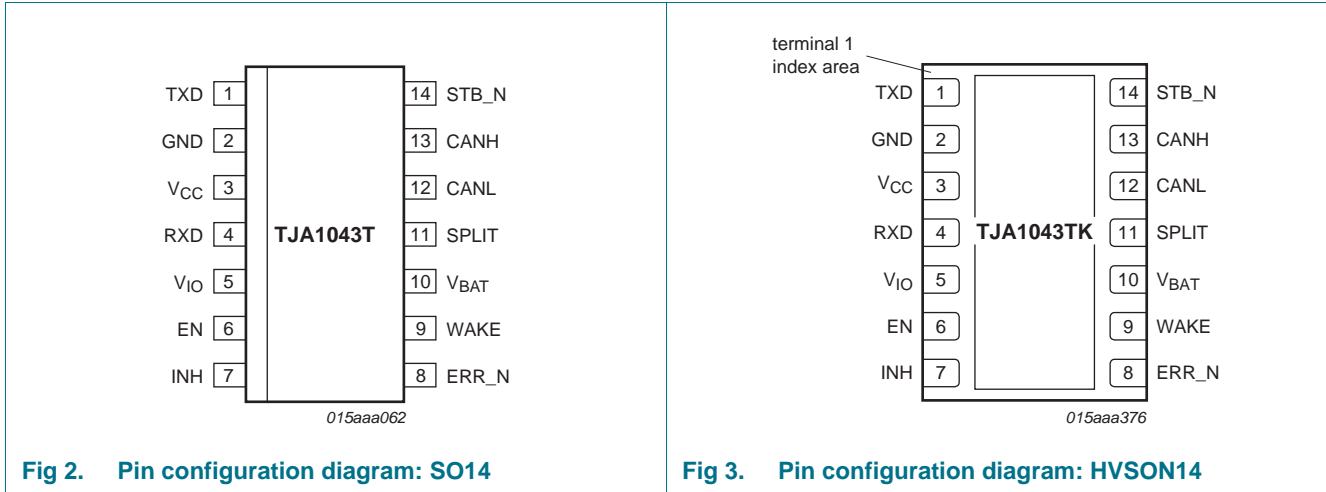 TXD 1 14 STB_N
GND 2 13 CANH
VCC 3 12 CANL
RXD 4 TJA1043T 11 SPLIT
VIO 5 10 VBAT
EN 6 9 WAKE
INH 7 8 ERR_N
015aaa062
Fig 2. Pin configuration diagram: SO14
terminal 1
index area
TXD 1 14 STB_N
GND 2 13 CANH
VCC 3 12 CANL
RXD 4 TJA1043TK 11 SPLIT
VIO 5 10 VBAT
EN 6 9 WAKE
INH 7 8 ERR_N
015aaa376
Fig 3. Pin configuration diagram: HVSON14